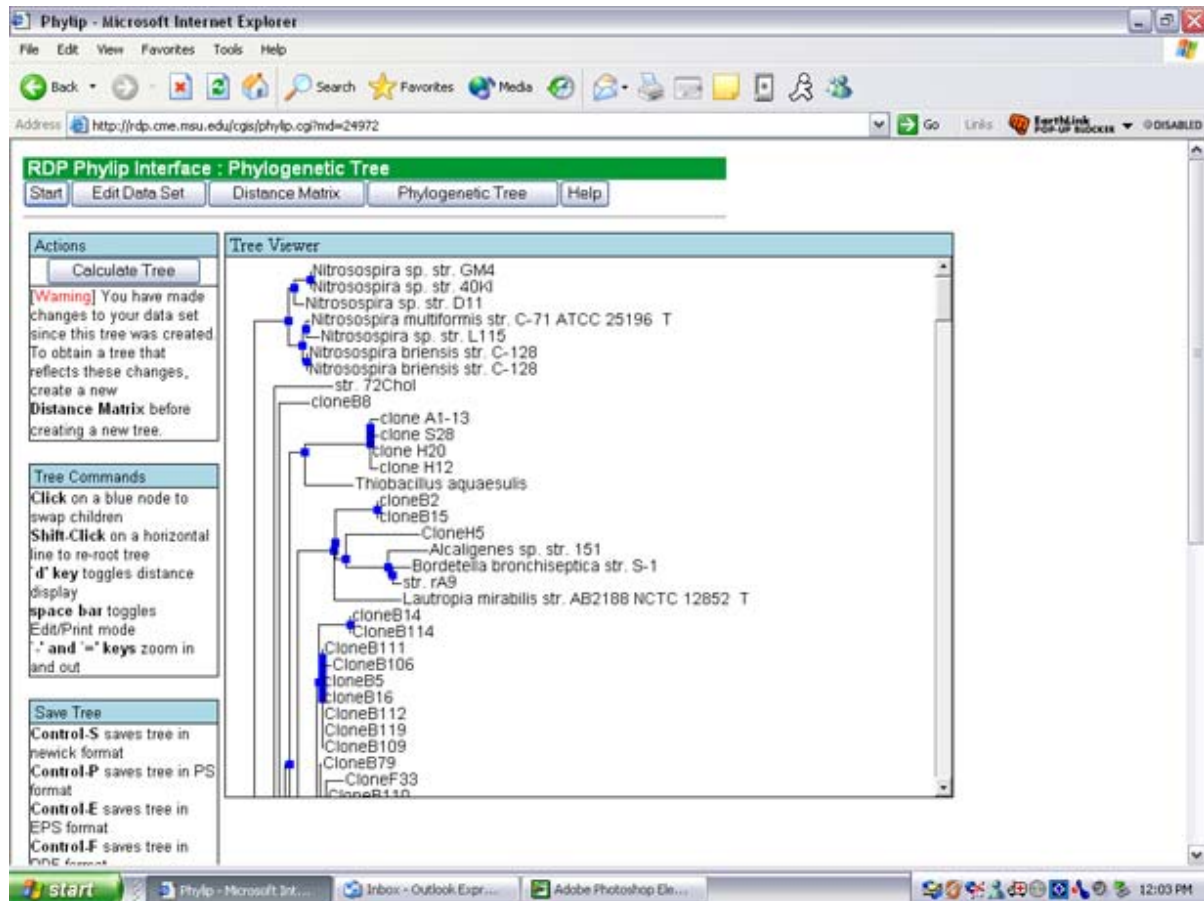 Phylip - Microsoft Internet Explorer
File Edit View Favorites Tools Help
Back Search Favorites Media
Address http://rdp.cme.msu.edu/cgis/phylip.cgi?md=24972 Go Links EarthLink POP-UP BLOCKER DISABLED
RDP Phylip Interface : Phylogenetic Tree
Start Edit Data Set Distance Matrix Phylogenetic Tree Help
Actions
Calculate Tree
[Warning] You have made
changes to your data set
since this tree was created.
To obtain a tree that
reflects these changes,
create a new
Distance Matrix before
creating a new tree.
Tree Commands
Click on a blue node to
swap children
Shift-Click on a horizontal
line to re-root tree
'd' key toggles distance
display
space bar toggles
Edit/Print mode
'-' and '=' keys zoom in
and out
Save Tree
Control-S saves tree in
newick format
Control-P saves tree in PS
format
Control-E saves tree in
EPS format
Control-F saves tree in
PDF format
Tree Viewer
Nitrosospira sp. str. GM4
Nitrosospira sp. str. 40KI
Nitrosospira sp. str. D11
Nitrosospira multiformis str. C-71 ATCC 25196 T
Nitrosospira sp. str. L115
Nitrosospira briensis str. C-128
Nitrosospira briensis str. C-128
str. 72Chol
cloneB8
clone A1-13
clone S28
clone H20
clone H12
Thiobacillus aquaesulis
cloneB2
cloneB15
CloneH5
Alcaligenes sp. str. 151
Bordetella bronchiseptica str. S-1
str. rA9
Lautropia mirabilis str. AB2188 NCTC 12852 T
cloneB14
CloneB114
CloneB111
CloneB106
cloneB5
cloneB16
CloneB112
CloneB119
CloneB109
CloneB79
CloneF33
CloneB110
start Phylip - Microsoft Int... Inbox - Outlook Expr... Adobe Photoshop Ele... 12:03 PM